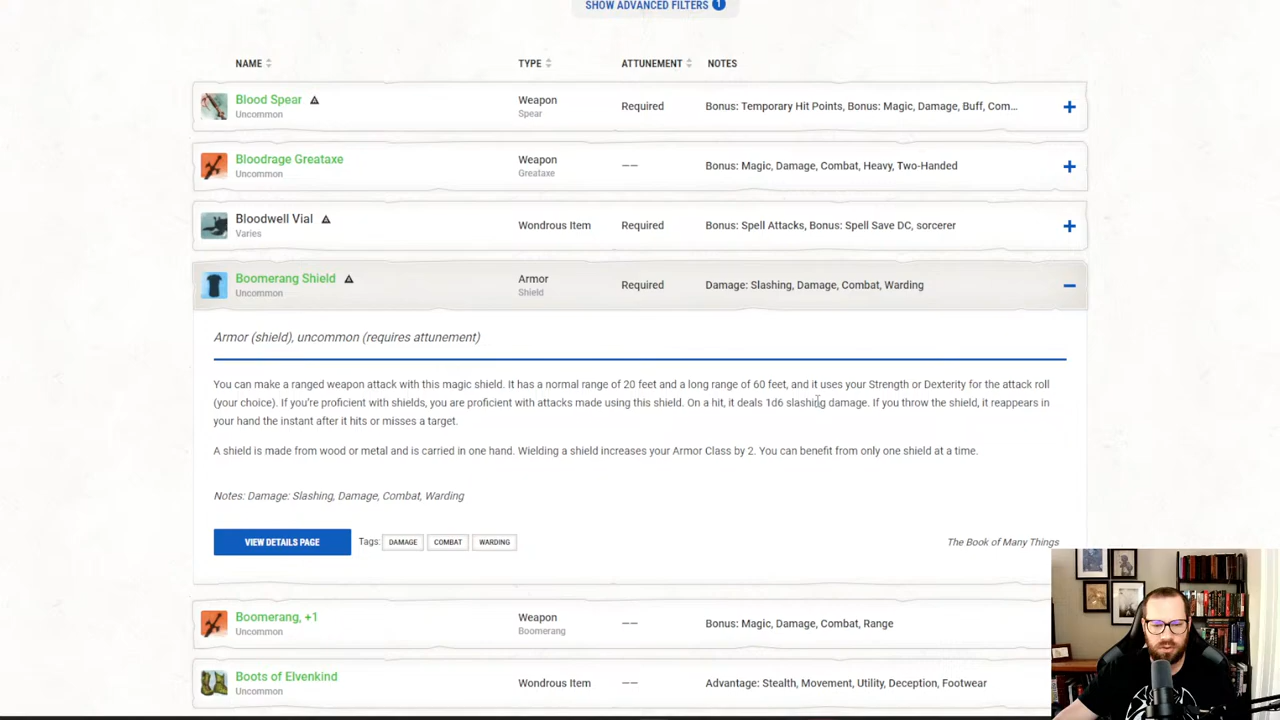 SHOW ADVANCED FILTERS 1
NAME TYPE ATTUNEMENT NOTES
Blood Spear
Uncommon
Weapon
Spear
Required
Bonus: Temporary Hit Points, Bonus: Magic, Damage, Buff, Com...
Bloodrage Greataxe
Uncommon
Weapon
Greataxe
——
Bonus: Magic, Damage, Combat, Heavy, Two-Handed
Bloodwell Vial
Varies
Wondrous Item
Required
Bonus: Spell Attacks, Bonus: Spell Save DC, sorcerer
Boomerang Shield
Uncommon
Armor
Shield
Required
Damage: Slashing, Damage, Combat, Warding
Armor (shield), uncommon (requires attunement)
You can make a ranged weapon attack with this magic shield. It has a normal range of 20 feet and a long range of 60 feet, and it uses your Strength or Dexterity for the attack roll
(your choice). If you're proficient with shields, you are proficient with attacks made using this shield. On a hit, it deals 1d6 slashing damage. If you throw the shield, it reappears in
your hand the instant after it hits or misses a target.
A shield is made from wood or metal and is carried in one hand. Wielding a shield increases your Armor Class by 2. You can benefit from only one shield at a time.
Notes: Damage: Slashing, Damage, Combat, Warding
VIEW DETAILS PAGE Tags: DAMAGE COMBAT WARDING The Book of Many Things
Boomerang, +1
Uncommon
Weapon
Boomerang
——
Bonus: Magic, Damage, Combat, Range
Boots of Elvenkind
Uncommon
Wondrous Item
——
Advantage: Stealth, Movement, Utility, Deception, Footwear